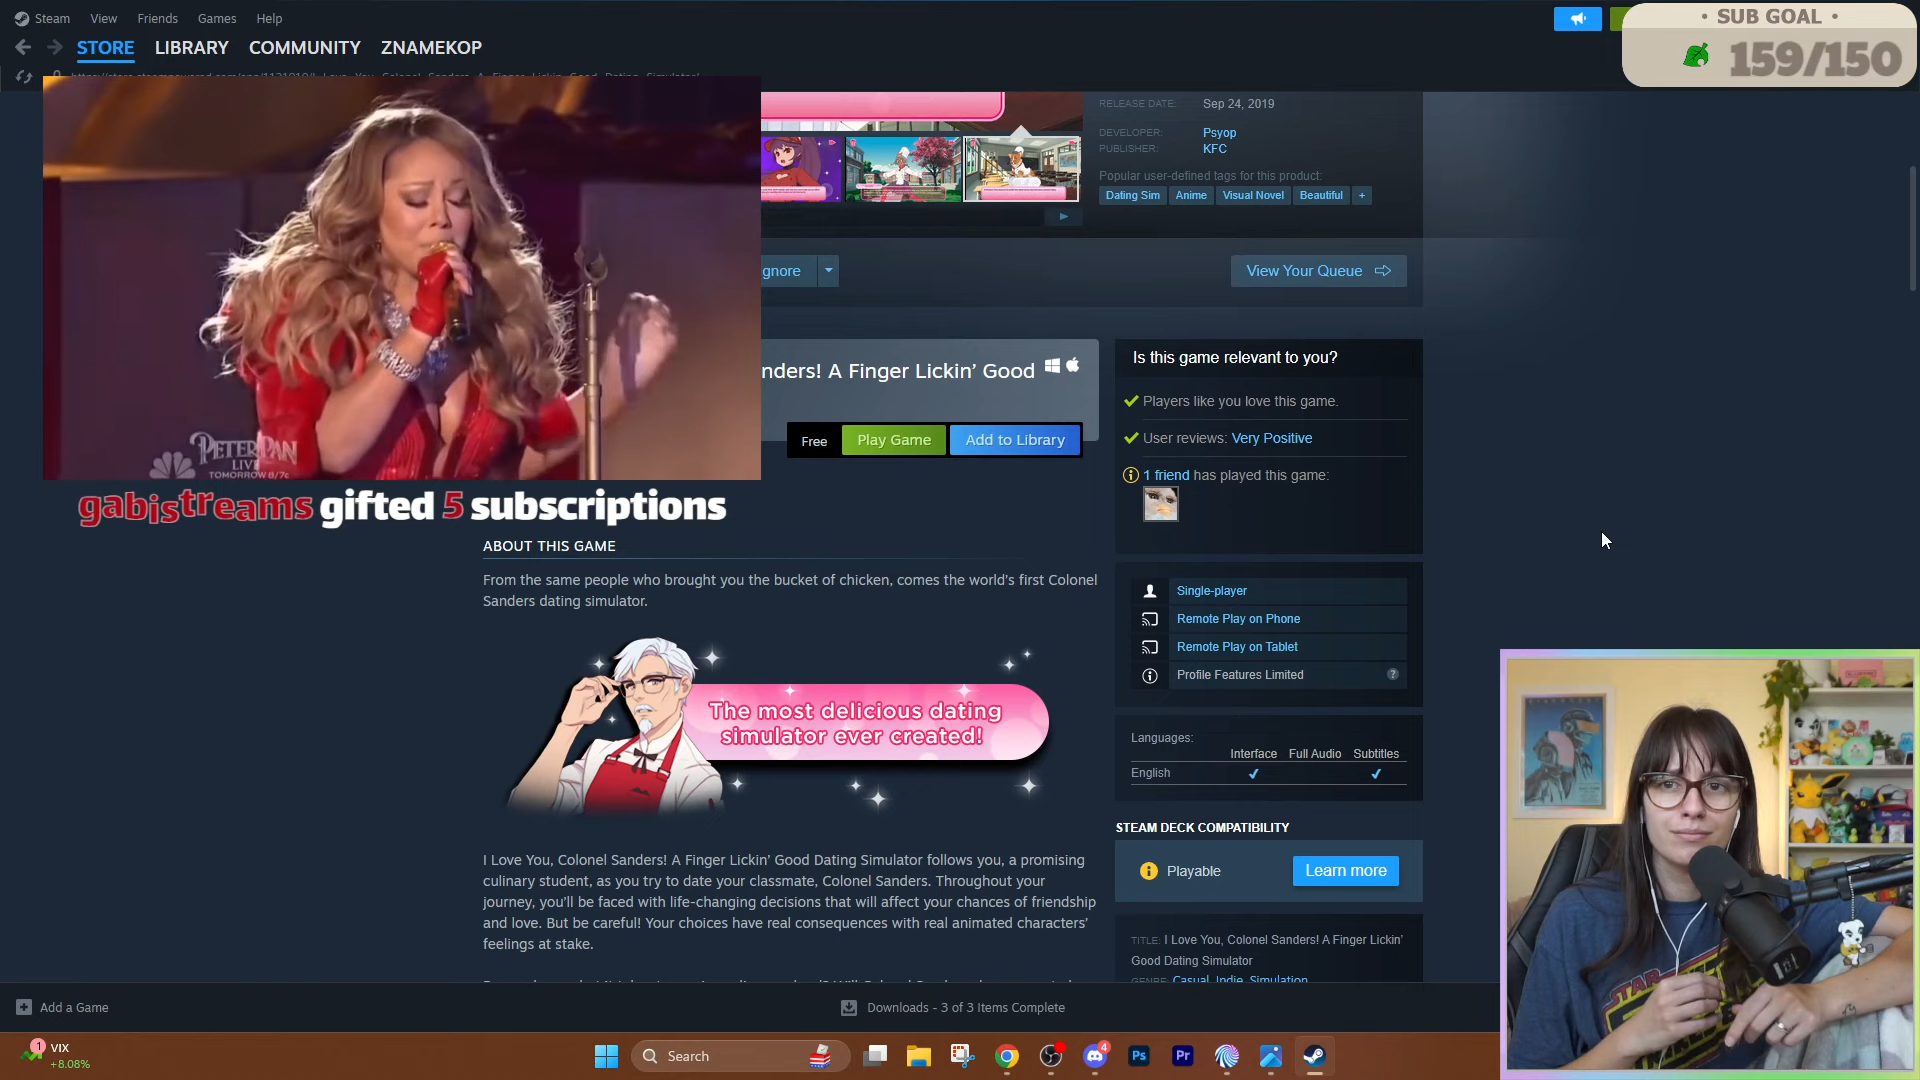 Steam View Friends Games Help
• SUB GOAL •
159/150
STORE LIBRARY COMMUNITY ZNAMEKOP
RELEASE DATE: Sep 24, 2019
DEVELOPER: Psyop
PUBLISHER: KFC
Popular user-defined tags for this product:
Dating Sim Anime Visual Novel Beautiful +
gnore
View Your Queue
nders! A Finger Lickin' Good
Free Play Game Add to Library
PETER PAN
LIVE
TOMORROW 8/7c
gabistreams gifted 5 subscriptions
Is this game relevant to you?
Players like you love this game.
User reviews: Very Positive
1 friend has played this game:
ABOUT THIS GAME
From the same people who brought you the bucket of chicken, comes the world's first Colonel
Sanders dating simulator.
The most delicious dating
simulator ever created!
I Love You, Colonel Sanders! A Finger Lickin' Good Dating Simulator follows you, a promising
culinary student, as you try to date your classmate, Colonel Sanders. Throughout your
journey, you'll be faced with life-changing decisions that will affect your chances of friendship
and love. But be careful! Your choices have real consequences with real animated characters'
feelings at stake.
Single-player
Remote Play on Phone
Remote Play on Tablet
Profile Features Limited ?
Languages:
Interface Full Audio Subtitles
English ✔ ✔
STEAM DECK COMPATIBILITY
Playable Learn more
TITLE: I Love You, Colonel Sanders! A Finger Lickin'
Good Dating Simulator
GENRE: Casual, Indie, Simulation
STAR
Add a Game
Downloads - 3 of 3 Items Complete
1 VIX
+8.08%
Search
4
Ps
Pr